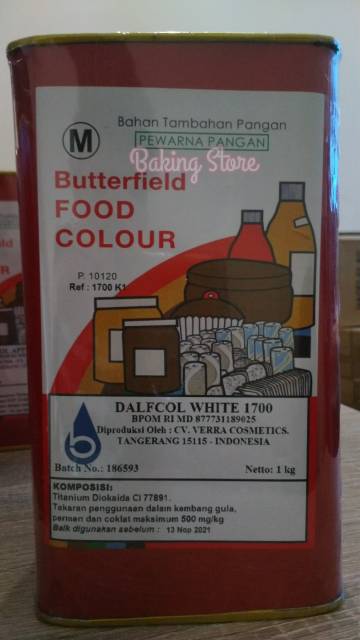 M
Bahan Tambahan Pangan
PEWARNA PANGAN
Baking Store
Butterfield
FOOD
COLOUR
P. 10120
Ref : 1700 K1
DALFCOL WHITE 1700
BPOM RI MD 877731189025
Diproduksi Oleh : CV. VERRA COSMETICS.
TANGERANG 15115 - INDONESIA
Batch No.: 186593 Netto: 1 kg
KOMPOSISI:
Titanium Dioksida CI 77891.
Takaran penggunaan dalam kembang gula,
permen dan coklat maksimum 500 mg/kg
Baik digunakan sebelum : 13 Nop 2021